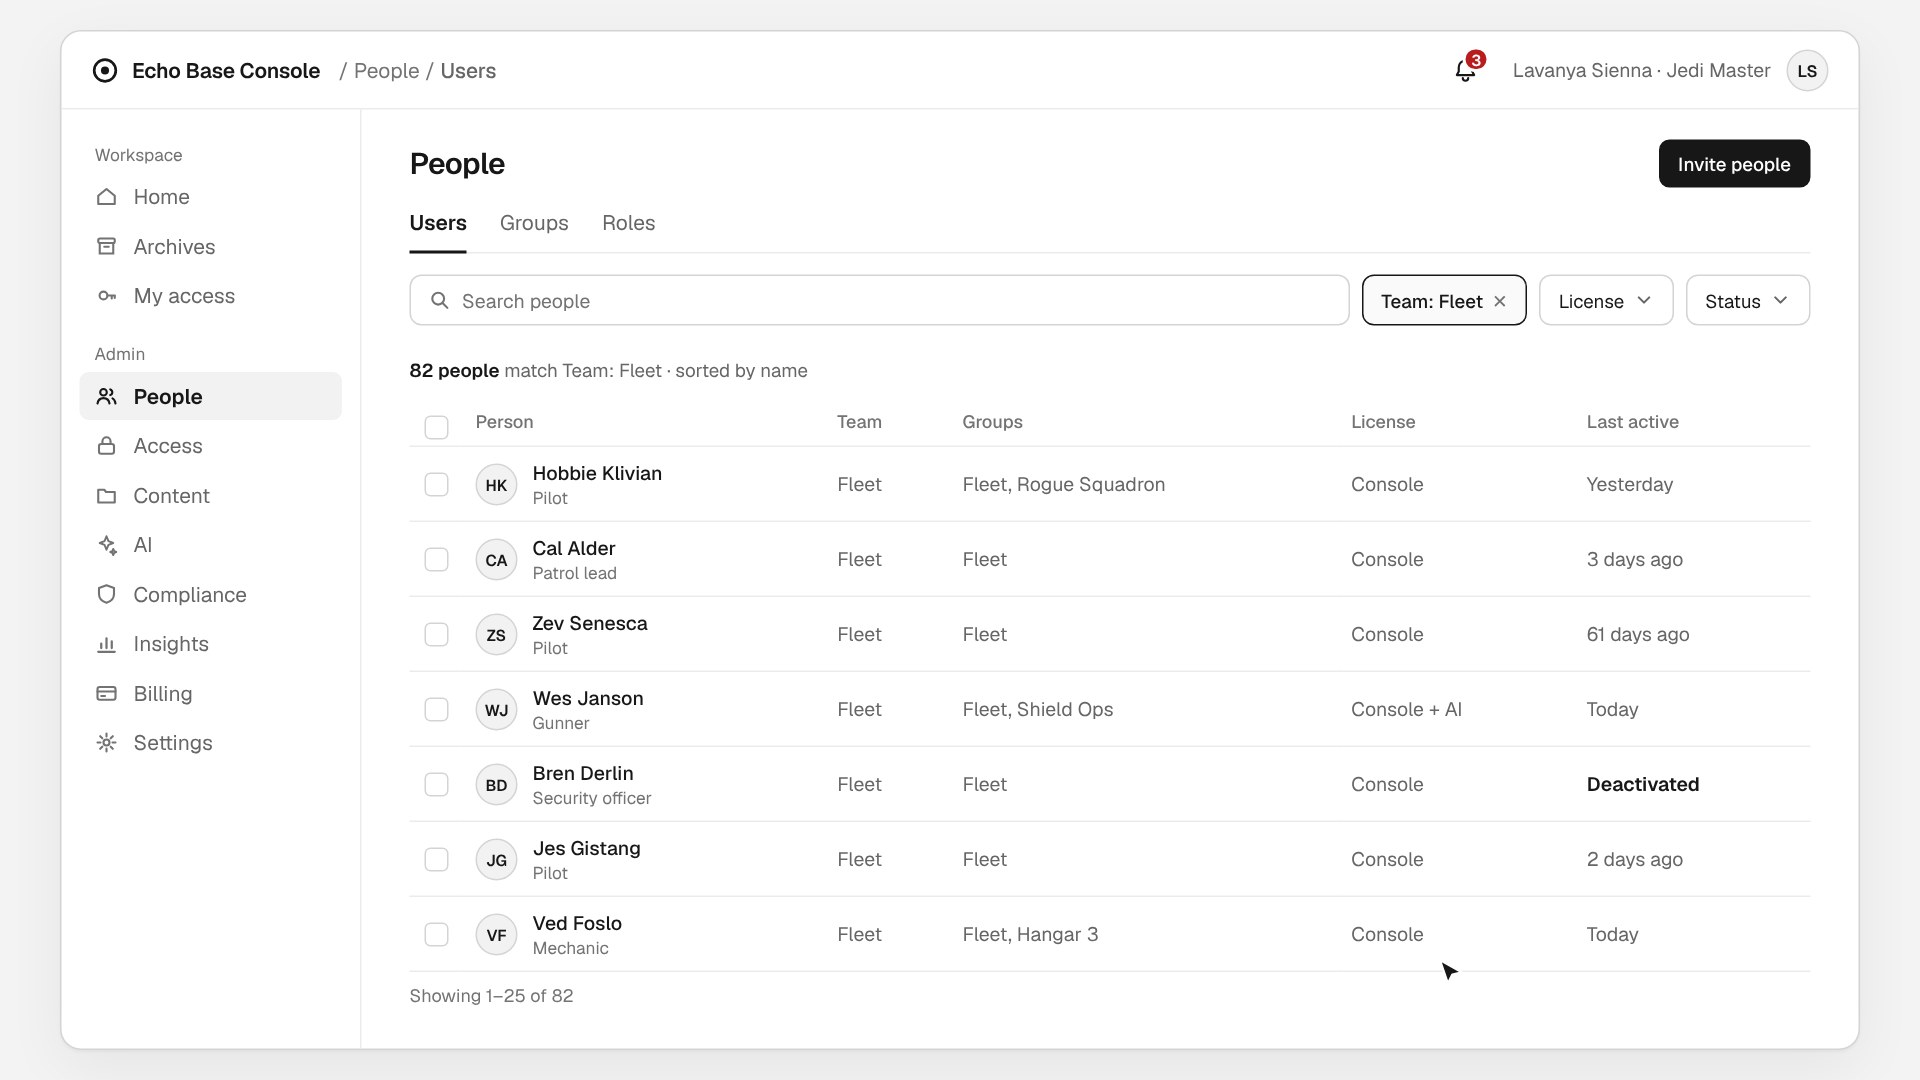 Echo Base Console / People / Users
3
Lavanya Sienna · Jedi Master LS
Workspace
Home
Archives
My access
Admin
People
Access
Content
AI
Compliance
Insights
Billing
Settings
People
Invite people
Users Groups Roles
Search people
Team: Fleet
License
Status
82 people match Team: Fleet · sorted by name
Person Team Groups License Last active
HK Hobbie Klivian Fleet Fleet, Rogue Squadron Console Yesterday
Pilot
CA Cal Alder Fleet Fleet Console 3 days ago
Patrol lead
ZS Zev Senesca Fleet Fleet Console 61 days ago
Pilot
WJ Wes Janson Fleet Fleet, Shield Ops Console + AI Today
Gunner
BD Bren Derlin Fleet Fleet Console Deactivated
Security officer
JG Jes Gistang Fleet Fleet Console 2 days ago
Pilot
VF Ved Foslo Fleet Fleet, Hangar 3 Console Today
Mechanic
Showing 1–25 of 82